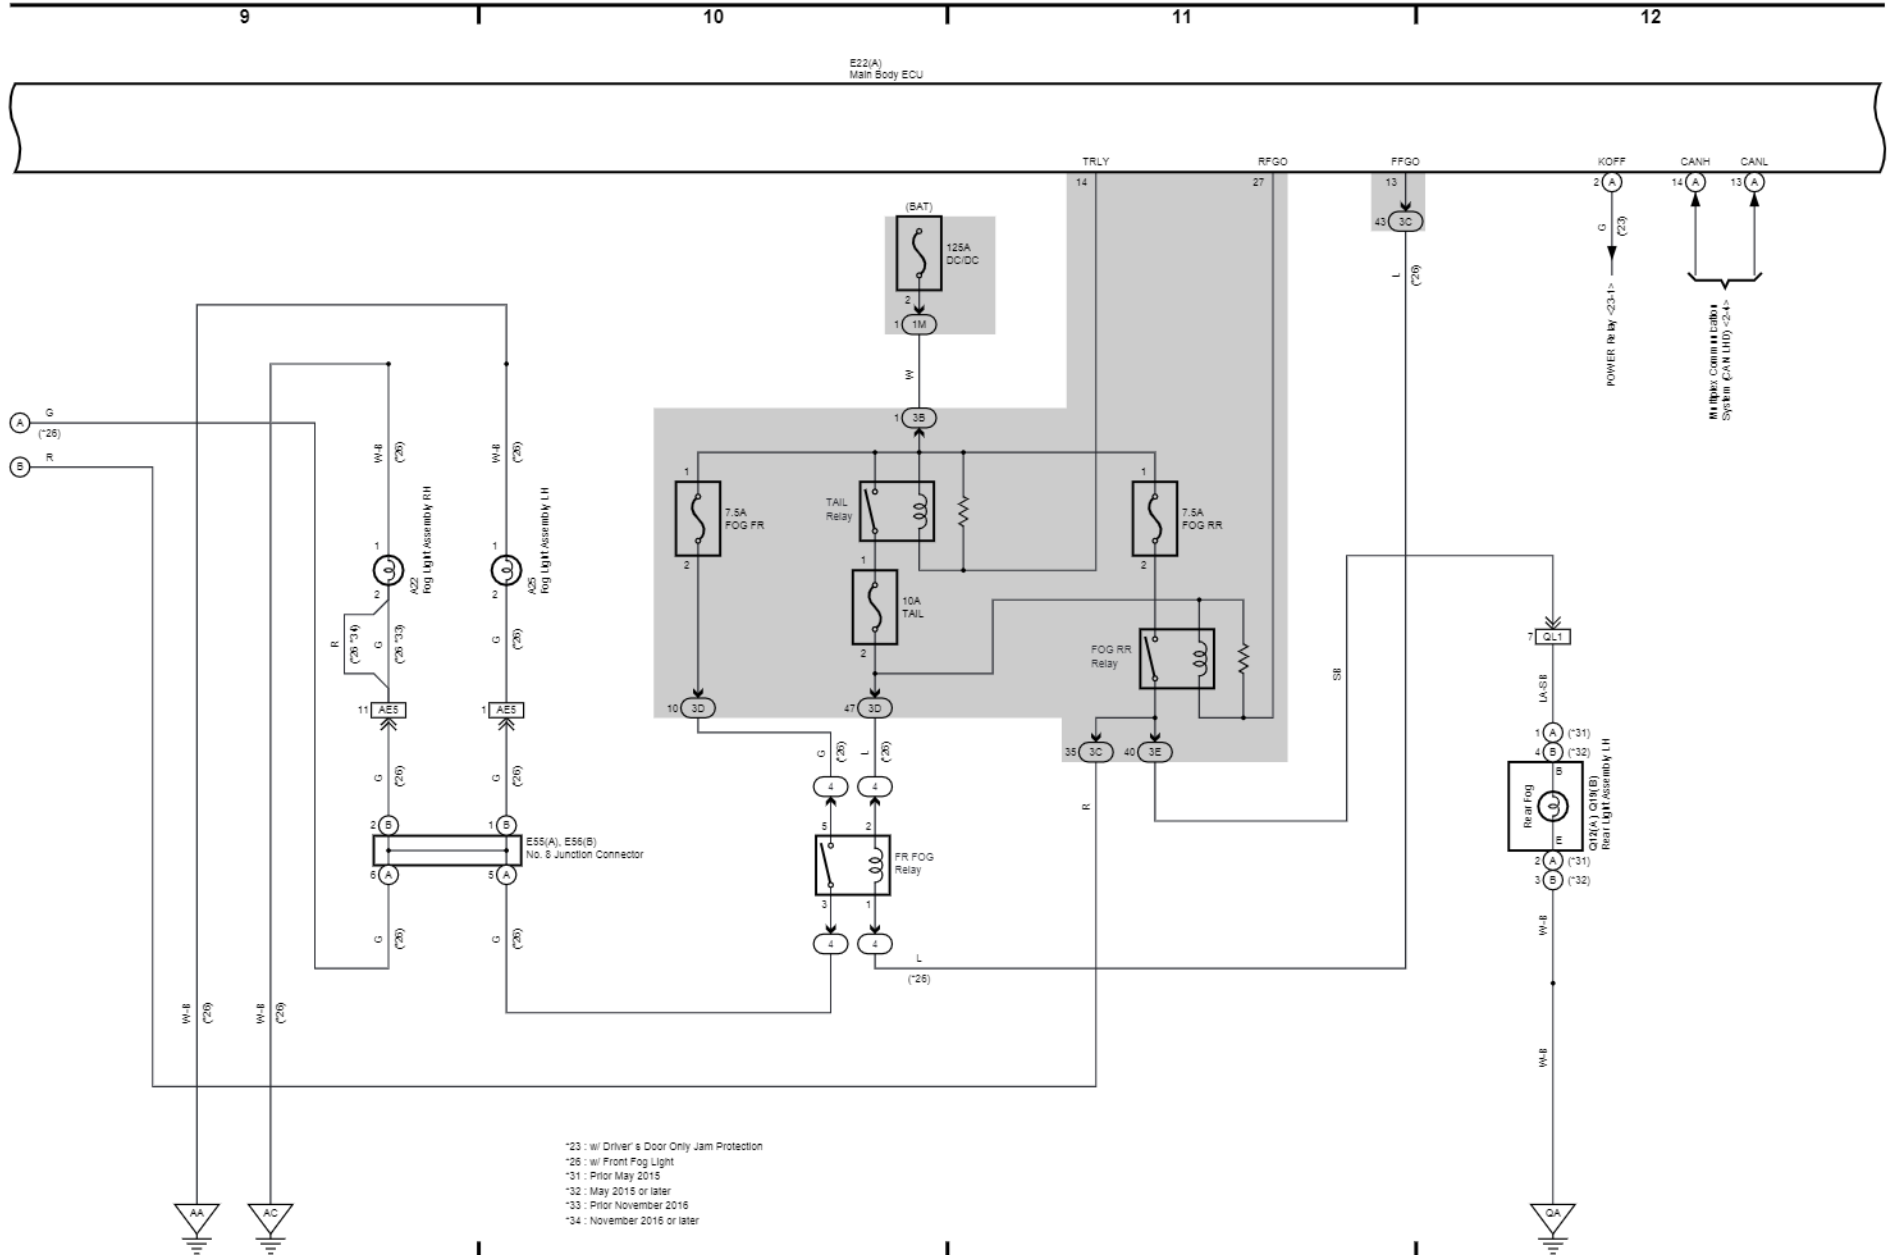 9
10
11
12
E22(A)
Main Body ECU
TRLY
RFGO
FFGO
KOFF
CANH
CANL
14
27
13
2 A
14 A
13 A
(BAT)
125A
DC/DC
2
1 1M
43 3C
G
(*23)
L
(*26)
POWER Relay <23-1>
Multiplex Communication
System (CAN LHD) <2-4>
W
1 3B
A
G
(*26)
B
R
W-B
(*26)
W-B
(*26)
1
7.5A
FOG FR
2
TAIL
Relay
1
10A
TAIL
2
1
7.5A
FOG RR
2
FOG RR
Relay
1
2
A22
Fog Light Assembly RH
1
2
A25
Fog Light Assembly LH
R
(*26 *34)
G
(*26 *33)
G
(*26)
11 AE5
1 AE5
10 3D
47 3D
35 3C
40 3E
SB
7 QL1
LA-SB
1 A (*31)
4 B (*32)
B
Rear Fog
E
Q12(A) Q19(B)
Rear Light Assembly LH
2 A (*31)
3 B (*32)
G
(*26)
G
(*26)
G
(*26)
L
(*26)
4
4
5
2
FR FOG
Relay
3
1
4
4
R
2 B
1 B
E55(A), E56(B)
No. 8 Junction Connector
6 A
5 A
G
(*26)
G
(*26)
L
(*26)
W-B
W-B
(*26)
W-B
(*26)
W-B
*23 : w/ Driver's Door Only Jam Protection
*26 : w/ Front Fog Light
*31 : Prior May 2015
*32 : May 2015 or later
*33 : Prior November 2016
*34 : November 2016 or later
AA
AC
QA